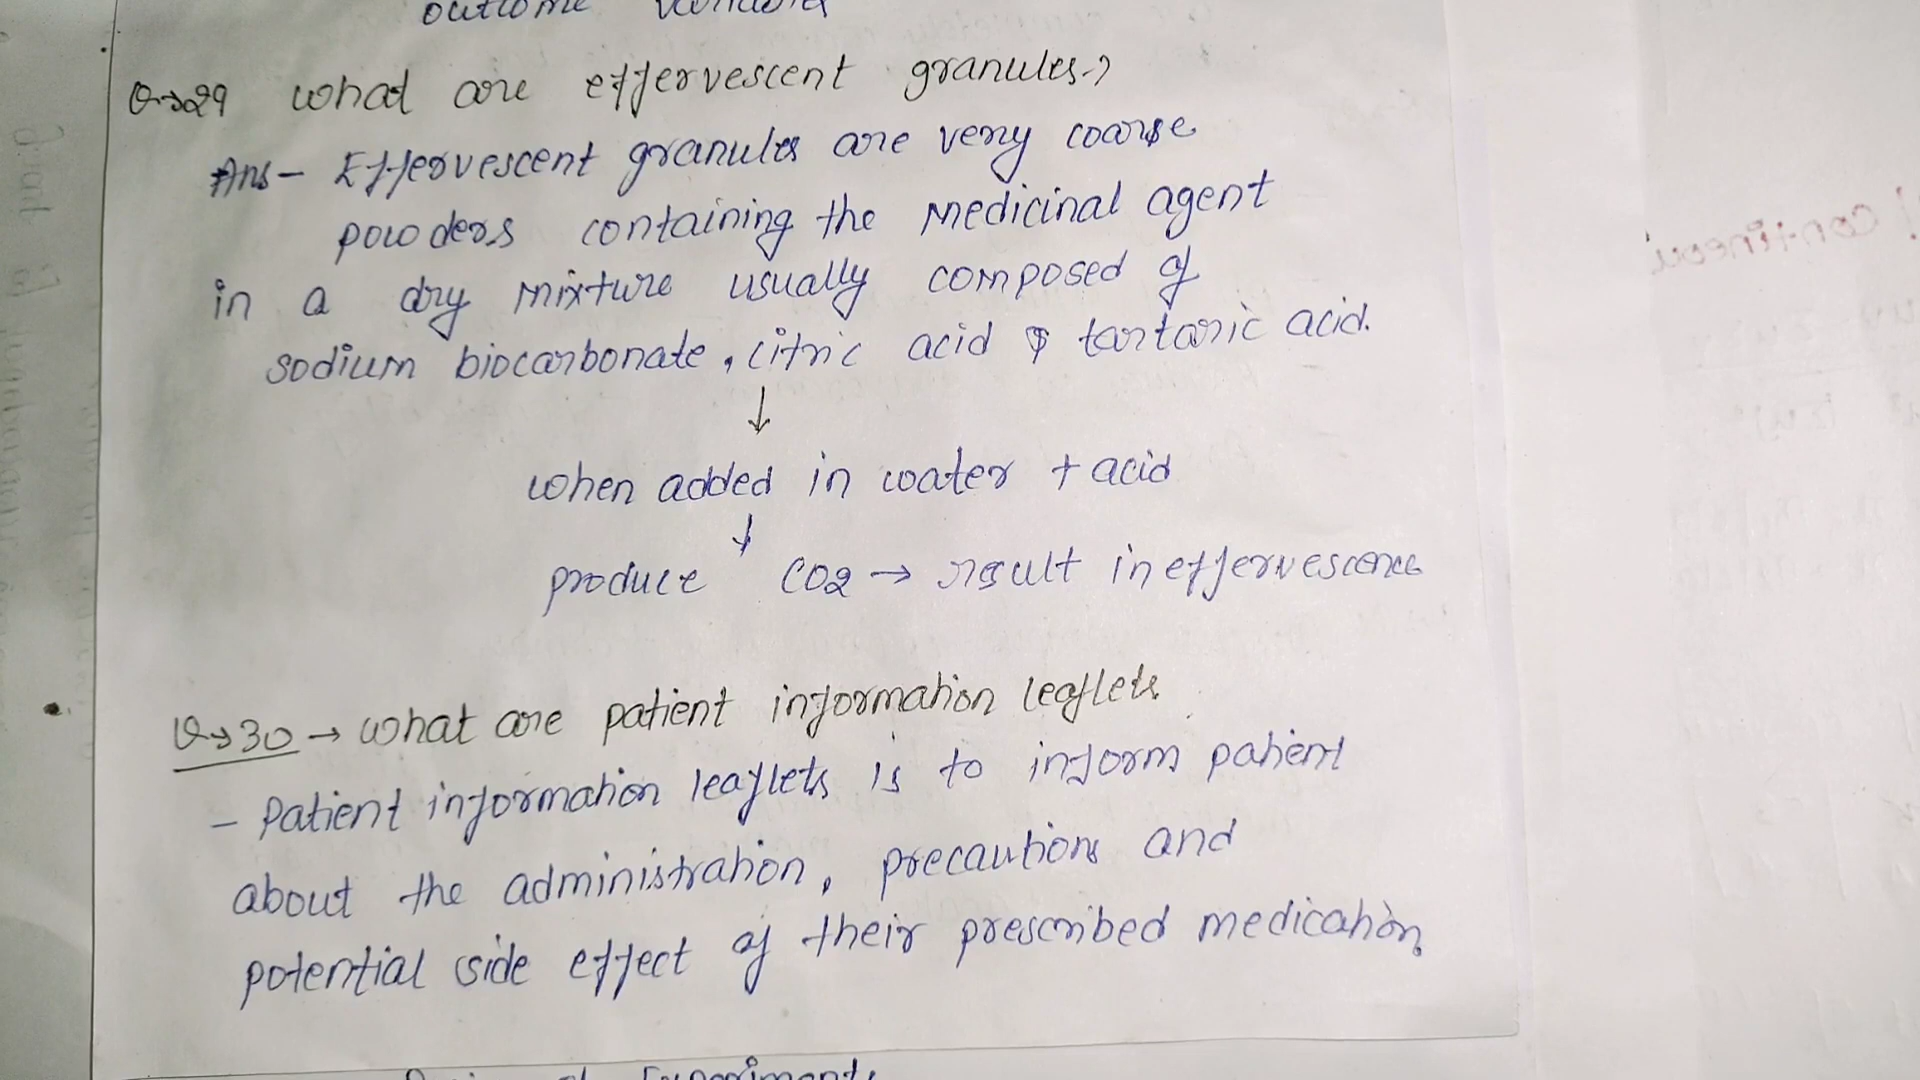 outcome variable
Q→29 what are effervescent granules?
Ans - Effervescent granules are very coarse
powders containing the medicinal agent
in a dry mixture usually composed of
sodium biocarbonate, citric acid & tartaric acid.
↓
when added in water + acid
↓
produce CO2 → result in effervescence
Q→30 → what are patient information leaflets
- Patient information leaflets is to inform patient
about the administration, precautions and
potential side effect of their prescribed medication,